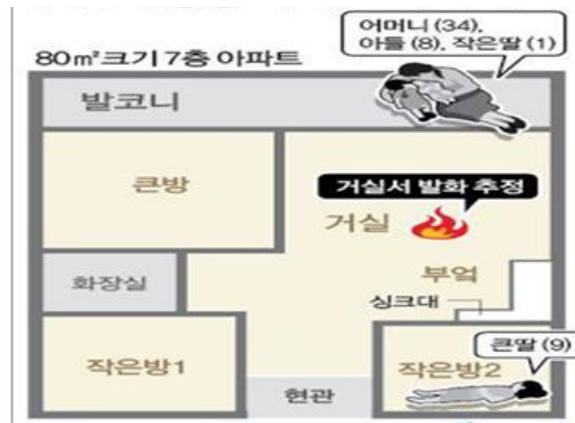 어머니 (34),
아들 (8), 작은딸 (1)
80㎡크기 7층 아파트
발코니
큰방
거실서 발화 추정
거실
부엌
화장실
싱크대
큰딸 (9)
작은방1
작은방2
현관